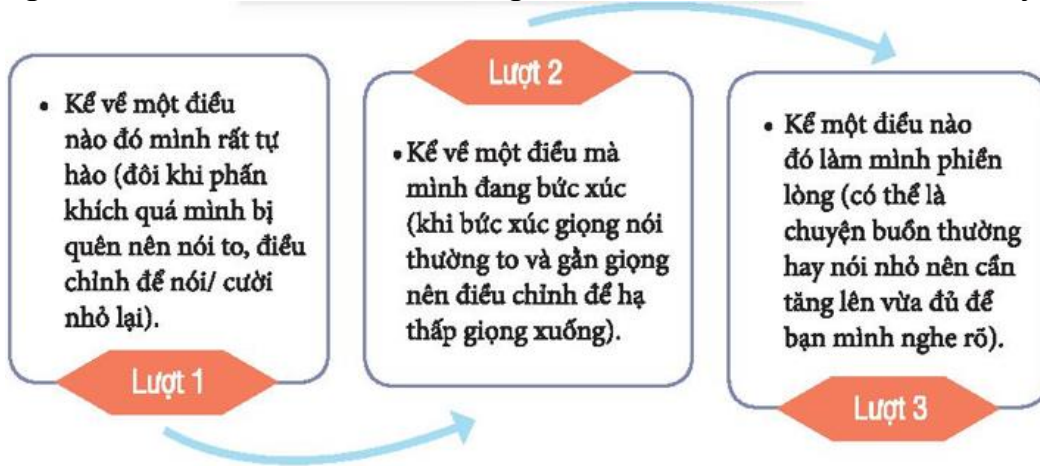 • Kể về một điều
nào đó mình rất tự
hào (đôi khi phấn
khích quá mình bị
quên nên nói to, điều
chỉnh để nói/ cười
nhỏ lại).
Lượt 1
Lượt 2
• Kể về một điều mà
mình đang bức xúc
(khi bức xúc giọng nói
thường to và gằn giọng
nên điều chỉnh để hạ
thấp giọng xuống).
• Kể một điều nào
đó làm mình phiền
lòng (có thể là
chuyện buồn thường
hay nói nhỏ nên cần
tăng lên vừa đủ để
bạn mình nghe rõ).
Lượt 3